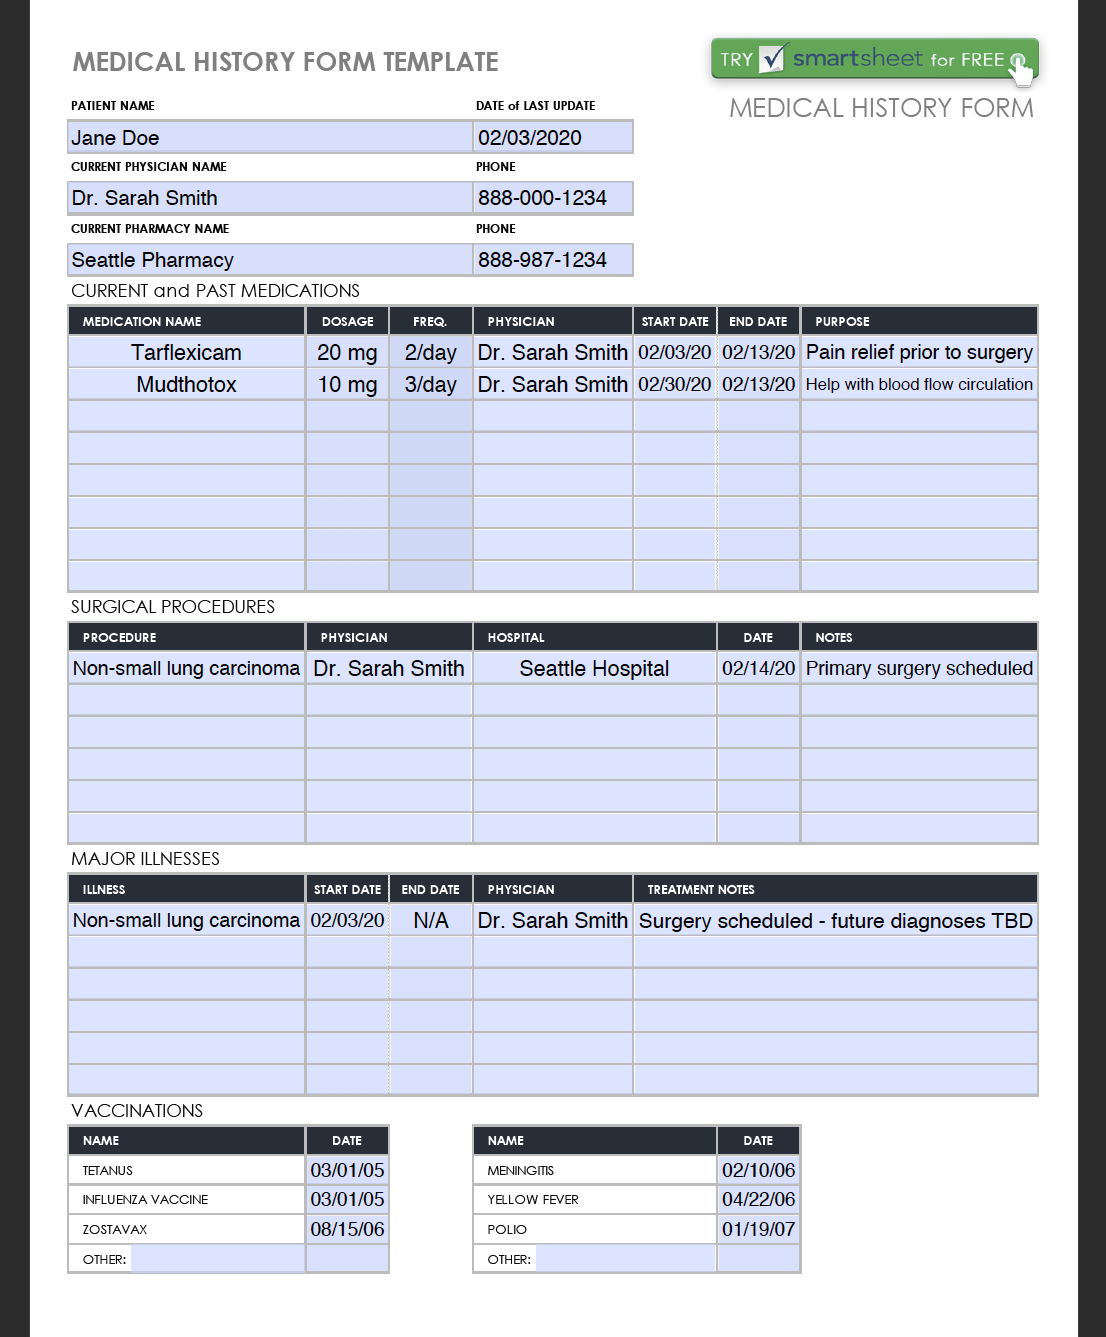 MEDICAL HISTORY FORM TEMPLATE
TRY smartsheet for FREE
MEDICAL HISTORY FORM
PATIENT NAME DATE of LAST UPDATE
Jane Doe 02/03/2020
CURRENT PHYSICIAN NAME PHONE
Dr. Sarah Smith 888-000-1234
CURRENT PHARMACY NAME PHONE
Seattle Pharmacy 888-987-1234
CURRENT and PAST MEDICATIONS
MEDICATION NAME DOSAGE FREQ. PHYSICIAN START DATE END DATE PURPOSE
Tarflexicam 20 mg 2/day Dr. Sarah Smith 02/03/20 02/13/20 Pain relief prior to surgery
Mudthotox 10 mg 3/day Dr. Sarah Smith 02/30/20 02/13/20 Help with blood flow circulation
SURGICAL PROCEDURES
PROCEDURE PHYSICIAN HOSPITAL DATE NOTES
Non-small lung carcinoma Dr. Sarah Smith Seattle Hospital 02/14/20 Primary surgery scheduled
MAJOR ILLNESSES
ILLNESS START DATE END DATE PHYSICIAN TREATMENT NOTES
Non-small lung carcinoma 02/03/20 N/A Dr. Sarah Smith Surgery scheduled - future diagnoses TBD
VACCINATIONS
NAME DATE NAME DATE
TETANUS 03/01/05 MENINGITIS 02/10/06
INFLUENZA VACCINE 03/01/05 YELLOW FEVER 04/22/06
ZOSTAVAX 08/15/06 POLIO 01/19/07
OTHER: OTHER: